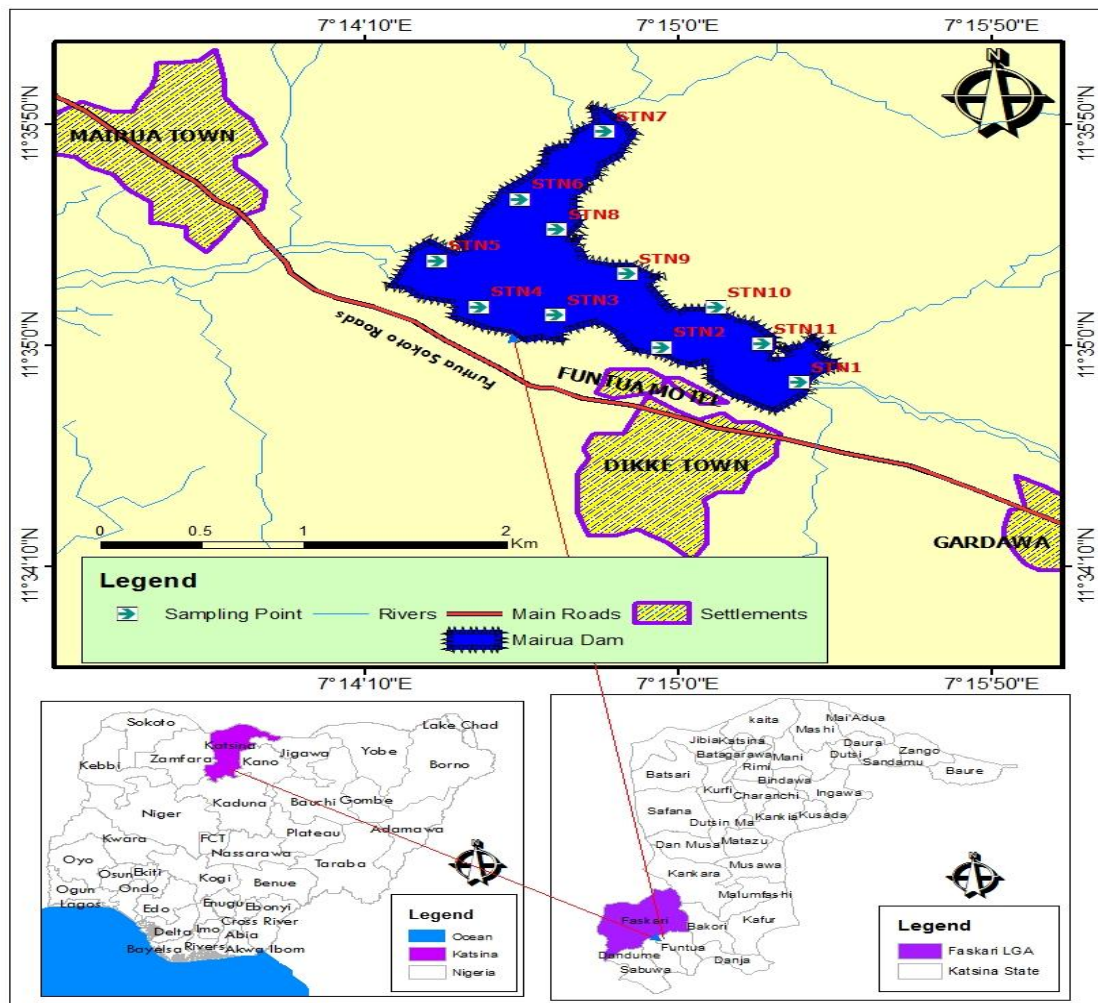 7°14'10"E 7°15'0"E 7°15'50"E
11°35'50"N
11°35'50"N
N
STN7
MAIRUA TOWN
STN6
STN8
STN5
STN9
STN4 STN3 STN10
STN2 STN11
11°35'0"N
11°35'0"N
Funtua Sokoto Roads
STN1
FUNTUA MO
DIKKE TOWN
GARDAWA
11°34'10"N
11°34'10"N
0 0.5 1 2
Km
Legend
Sampling Point Rivers Main Roads Settlements
Mairua Dam
7°14'10"E 7°15'0"E 7°15'50"E
Sokoto
Lake Chad
Katsina
Jigawa
Yobe
Zamfara
Kano
Borno
Kebbi
Kaduna
Bauchi
Gombe
Niger
Plateau
Adamawa
Kwara
FCT
Nassarawa
Taraba
Oyo
Osun
Ekiti
Kogi
Benue
Ogun
Ondo
Lagos
Edo
Enugu
Ebonyi
Cross River
Delta
Imo
Abia
Bayelsa
Rivers
Akwa Ibom
N
Legend
Ocean
Katsina
Nigeria
kaita
Mai'Adua
Mashi
Jibia
Katsina
Daura
Zango
Batagarawa
Mani
Dutsi
Sandamu
Rimi
Baure
Batsari
Bindawa
Kurfi
Charanchi
Ingawa
Safana
Dutsin Ma
Kankia
Kusada
Dan Musa
Matazu
Musawa
Kankara
Malumfashi
Faskari
Bakori
Kafur
Funtua
Dandume
Danja
Sabuwa
N
Legend
Faskari LGA
Katsina State